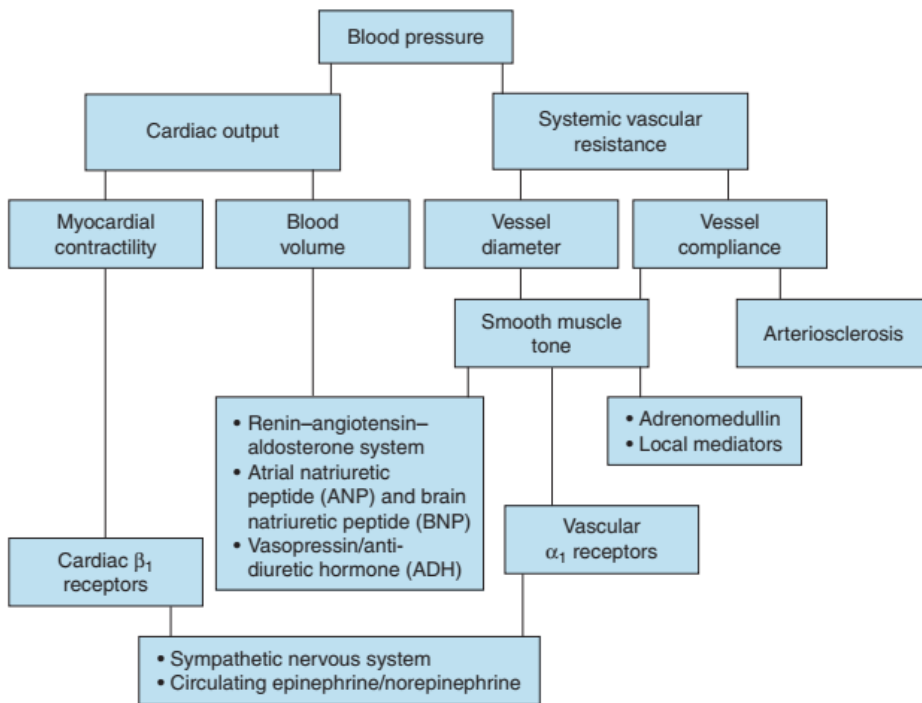 Blood pressure
Cardiac output
Systemic vascular
resistance
Myocardial
contractility
Blood
volume
Vessel
diameter
Vessel
compliance
Smooth muscle
tone
Arteriosclerosis
• Renin–angiotensin–
aldosterone system
• Atrial natriuretic
peptide (ANP) and brain
natriuretic peptide (BNP)
• Vasopressin/anti-
diuretic hormone (ADH)
• Adrenomedullin
• Local mediators
Cardiac β₁
receptors
Vascular
α₁ receptors
• Sympathetic nervous system
• Circulating epinephrine/norepinephrine